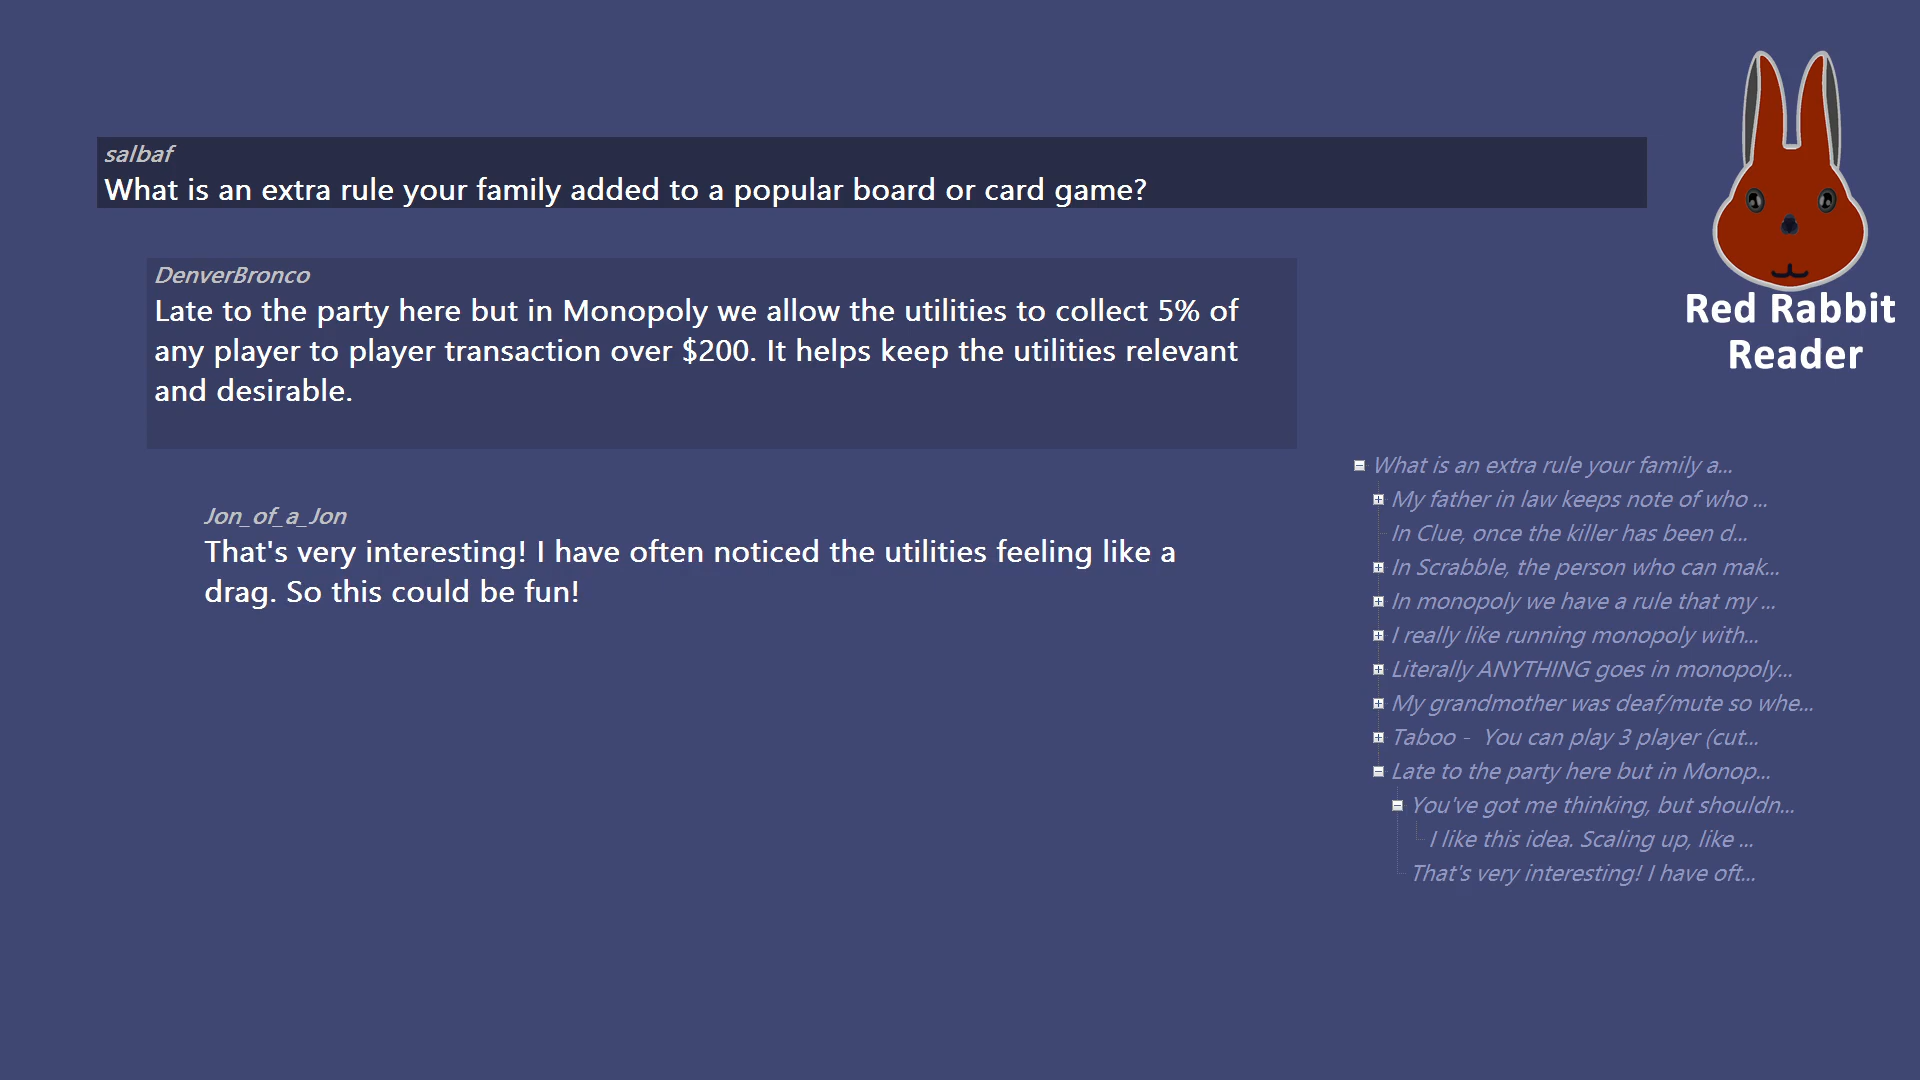 salbaf
What is an extra rule your family added to a popular board or card game?
DenverBronco
Late to the party here but in Monopoly we allow the utilities to collect 5% of
any player to player transaction over $200. It helps keep the utilities relevant
and desirable.
Jon_of_a_Jon
That's very interesting! I have often noticed the utilities feeling like a
drag. So this could be fun!
Red Rabbit
Reader
What is an extra rule your family a...
My father in law keeps note of who ...
In Clue, once the killer has been d...
In Scrabble, the person who can mak...
In monopoly we have a rule that my ...
I really like running monopoly with...
Literally ANYTHING goes in monopoly...
My grandmother was deaf/mute so whe...
Taboo -  You can play 3 player (cut...
Late to the party here but in Monop...
You've got me thinking, but shouldn...
I like this idea. Scaling up, like ...
That's very interesting! I have oft...